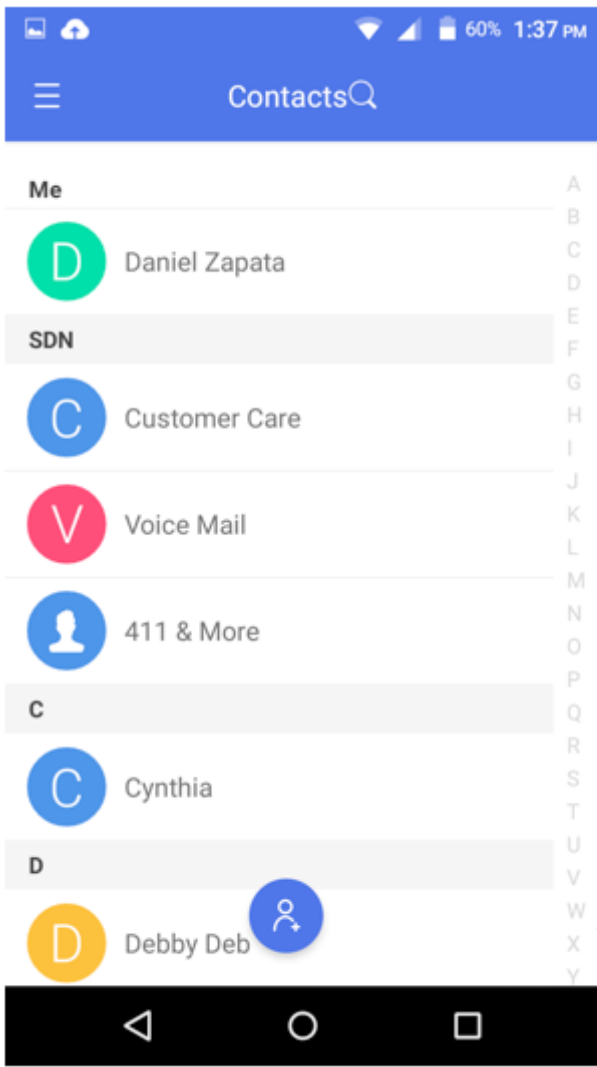 60% 1:37 PM
Contacts
Me
D Daniel Zapata
SDN
C Customer Care
V Voice Mail
411 & More
C
C Cynthia
D
D Debby Deb
A
B
C
D
E
F
G
H
I
J
K
L
M
N
O
P
Q
R
S
T
U
V
W
X
Y